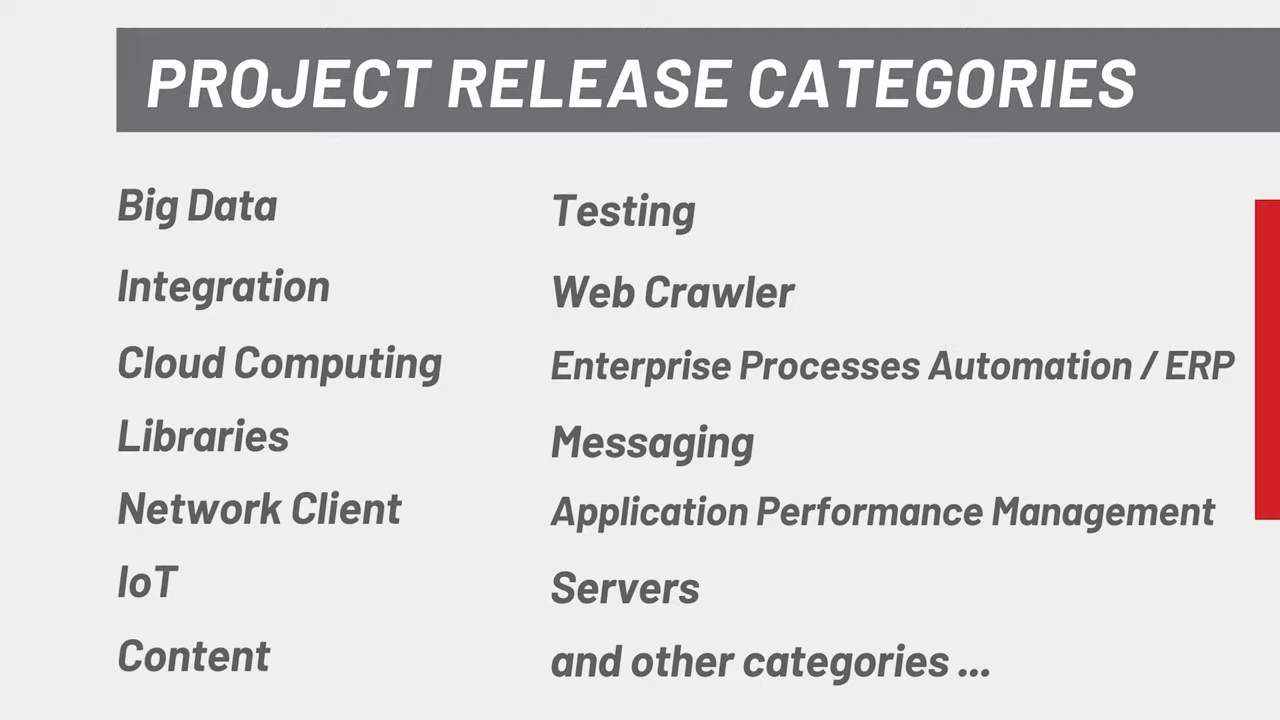 PROJECT RELEASE CATEGORIES
Big Data
Integration
Cloud Computing
Libraries
Network Client
IoT
Content
Testing
Web Crawler
Enterprise Processes Automation / ERP
Messaging
Application Performance Management
Servers
and other categories ...